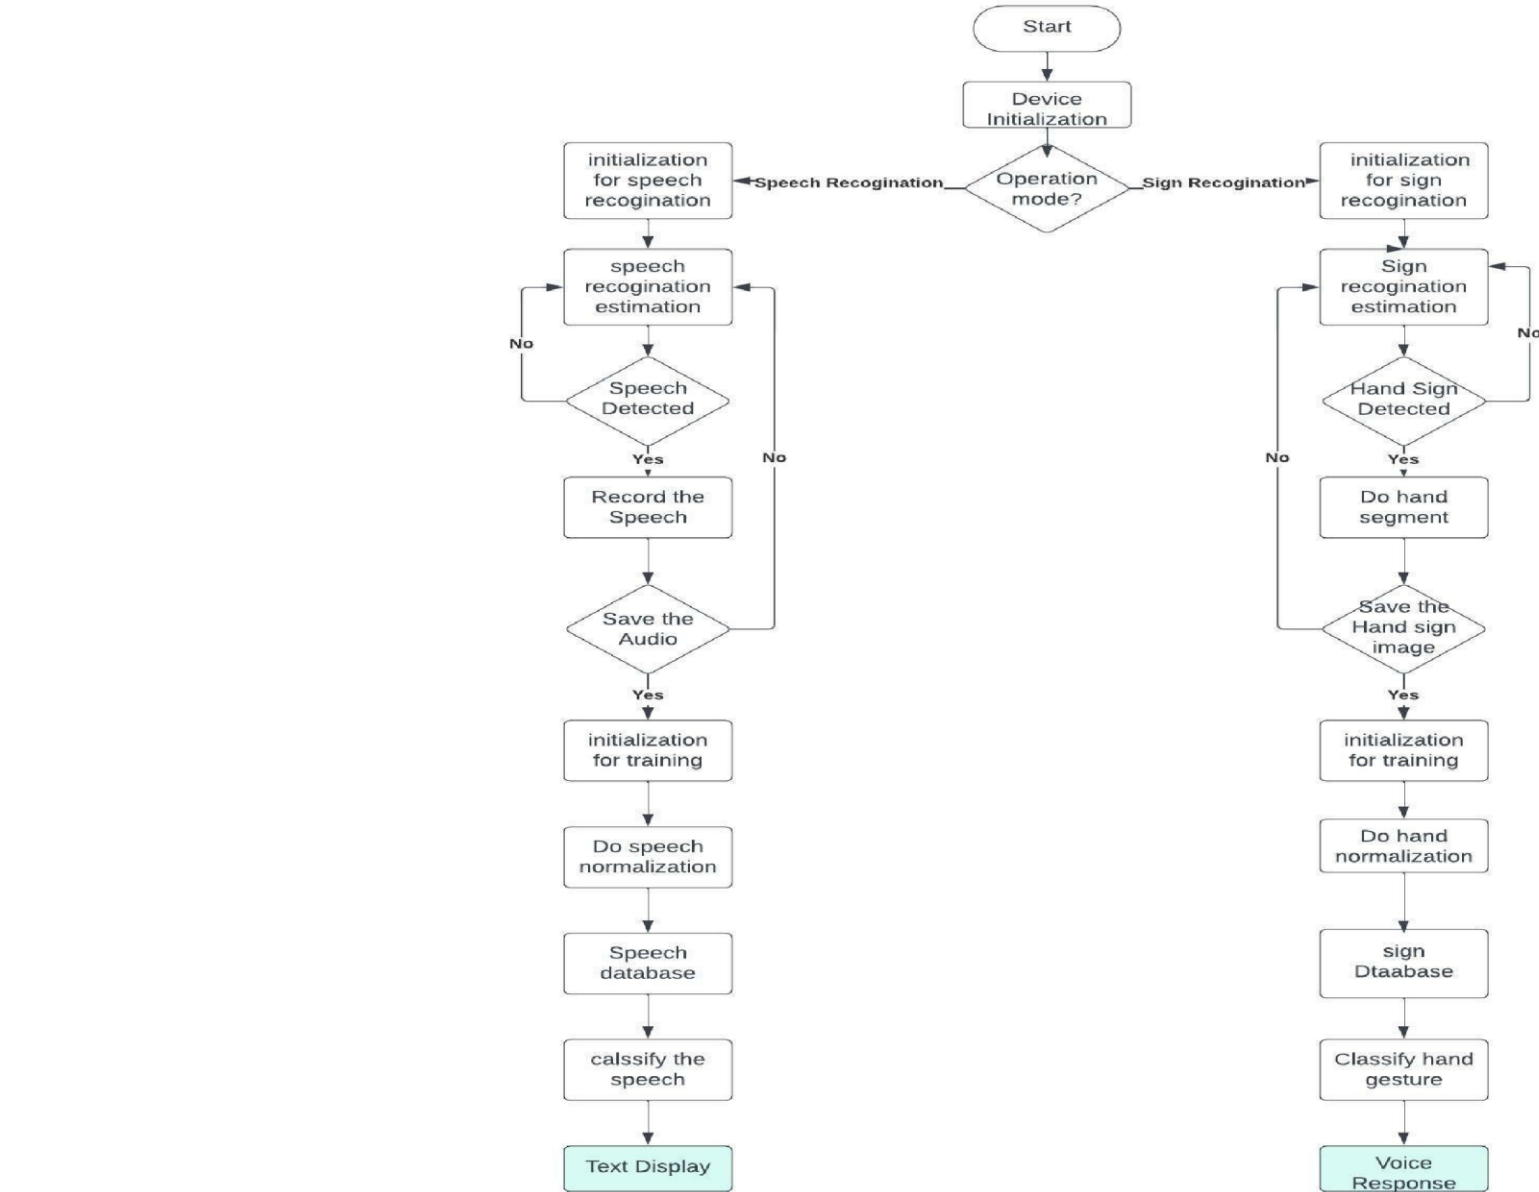 Start
Device
Initialization
Operation
mode?
Speech Recogination
Sign Recogination
initialization
for speech
recogination
speech
recogination
estimation
No
Speech
Detected
Yes
No
Record the
Speech
Save the
Audio
Yes
initialization
for training
Do speech
normalization
Speech
database
calssify the
speech
Text Display
initialization
for sign
recogination
Sign
recogination
estimation
No
Hand Sign
Detected
Yes
No
Do hand
segment
Save the
Hand sign
image
Yes
initialization
for training
Do hand
normalization
sign
Dtaabase
Classify hand
gesture
Voice
Response